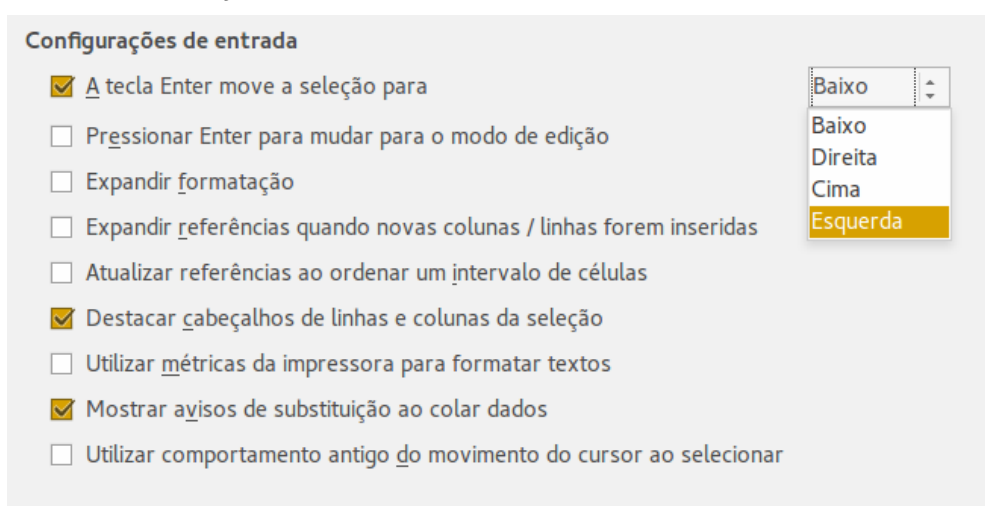 Configurações de entrada
A tecla Enter move a seleção para
Baixo
Baixo
Direita
Cima
Esquerda
Pressionar Enter para mudar para o modo de edição
Expandir formatação
Expandir referências quando novas colunas / linhas forem inseridas
Atualizar referências ao ordenar um intervalo de células
Destacar cabeçalhos de linhas e colunas da seleção
Utilizar métricas da impressora para formatar textos
Mostrar avisos de substituição ao colar dados
Utilizar comportamento antigo do movimento do cursor ao selecionar